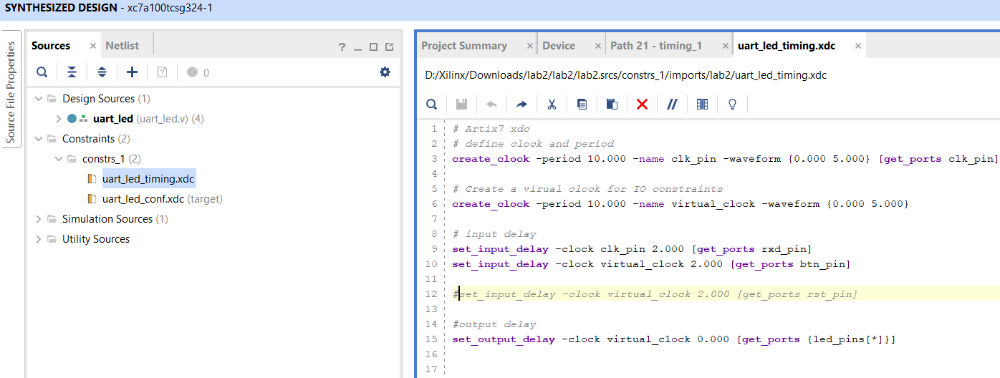 SYNTHESIZED DESIGN - xc7a100tcsg324-1
Source File Properties
Sources × Netlist ? _
0
Design Sources (1)
uart_led (uart_led.v) (4)
Constraints (2)
constrs_1 (2)
uart_led_timing.xdc
uart_led_conf.xdc (target)
Simulation Sources (1)
Utility Sources
Project Summary × Device × Path 21 - timing_1 × uart_led_timing.xdc ×
D:/Xilinx/Downloads/lab2/lab2/lab2.srcs/constrs_1/imports/lab2/uart_led_timing.xdc
1 # Artix7 xdc
2 # define clock and period
3 create_clock -period 10.000 -name clk_pin -waveform {0.000 5.000} [get_ports clk_pin]
4
5 # Create a virual clock for IO constraints
6 create_clock -period 10.000 -name virtual_clock -waveform {0.000 5.000}
7
8 # input delay
9 set_input_delay -clock clk_pin 2.000 [get_ports rxd_pin]
10 set_input_delay -clock virtual_clock 2.000 [get_ports btn_pin]
11
12 #set_input_delay -clock virtual_clock 2.000 [get_ports rst_pin]
13
14 #output delay
15 set_output_delay -clock virtual_clock 0.000 [get_ports {led_pins[*]}]
16
17